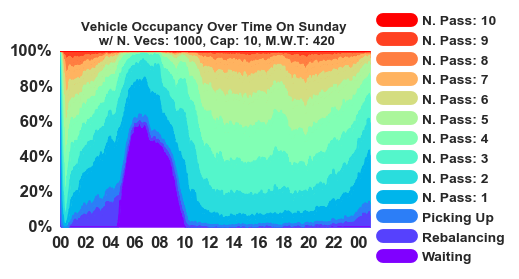 Vehicle Occupancy Over Time On Sunday
w/ N. Vecs: 1000, Cap: 10, M.W.T: 420
100%
80%
60%
40%
20%
0%
00 02 04 06 08 10 12 14 16 18 20 22 00
N. Pass: 10
N. Pass: 9
N. Pass: 8
N. Pass: 7
N. Pass: 6
N. Pass: 5
N. Pass: 4
N. Pass: 3
N. Pass: 2
N. Pass: 1
Picking Up
Rebalancing
Waiting